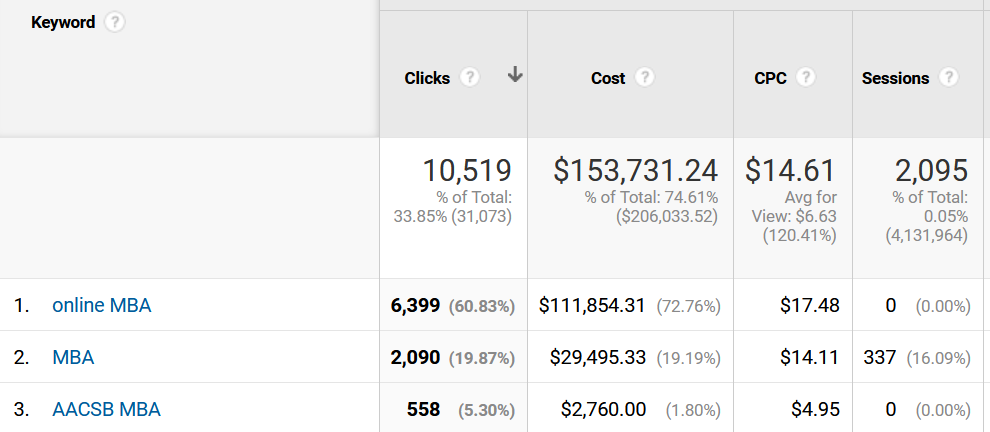 Keyword ?
Clicks ? Cost ? CPC ? Sessions ?
10,519 $153,731.24 $14.61 2,095
% of Total: % of Total: 74.61% Avg for % of Total:
33.85% (31,073) ($206,033.52) View: $6.63 0.05%
(120.41%) (4,131,964)
1. online MBA 6,399 (60.83%) $111,854.31 (72.76%) $17.48 0 (0.00%)
2. MBA 2,090 (19.87%) $29,495.33 (19.19%) $14.11 337 (16.09%)
3. AACSB MBA 558 (5.30%) $2,760.00 (1.80%) $4.95 0 (0.00%)